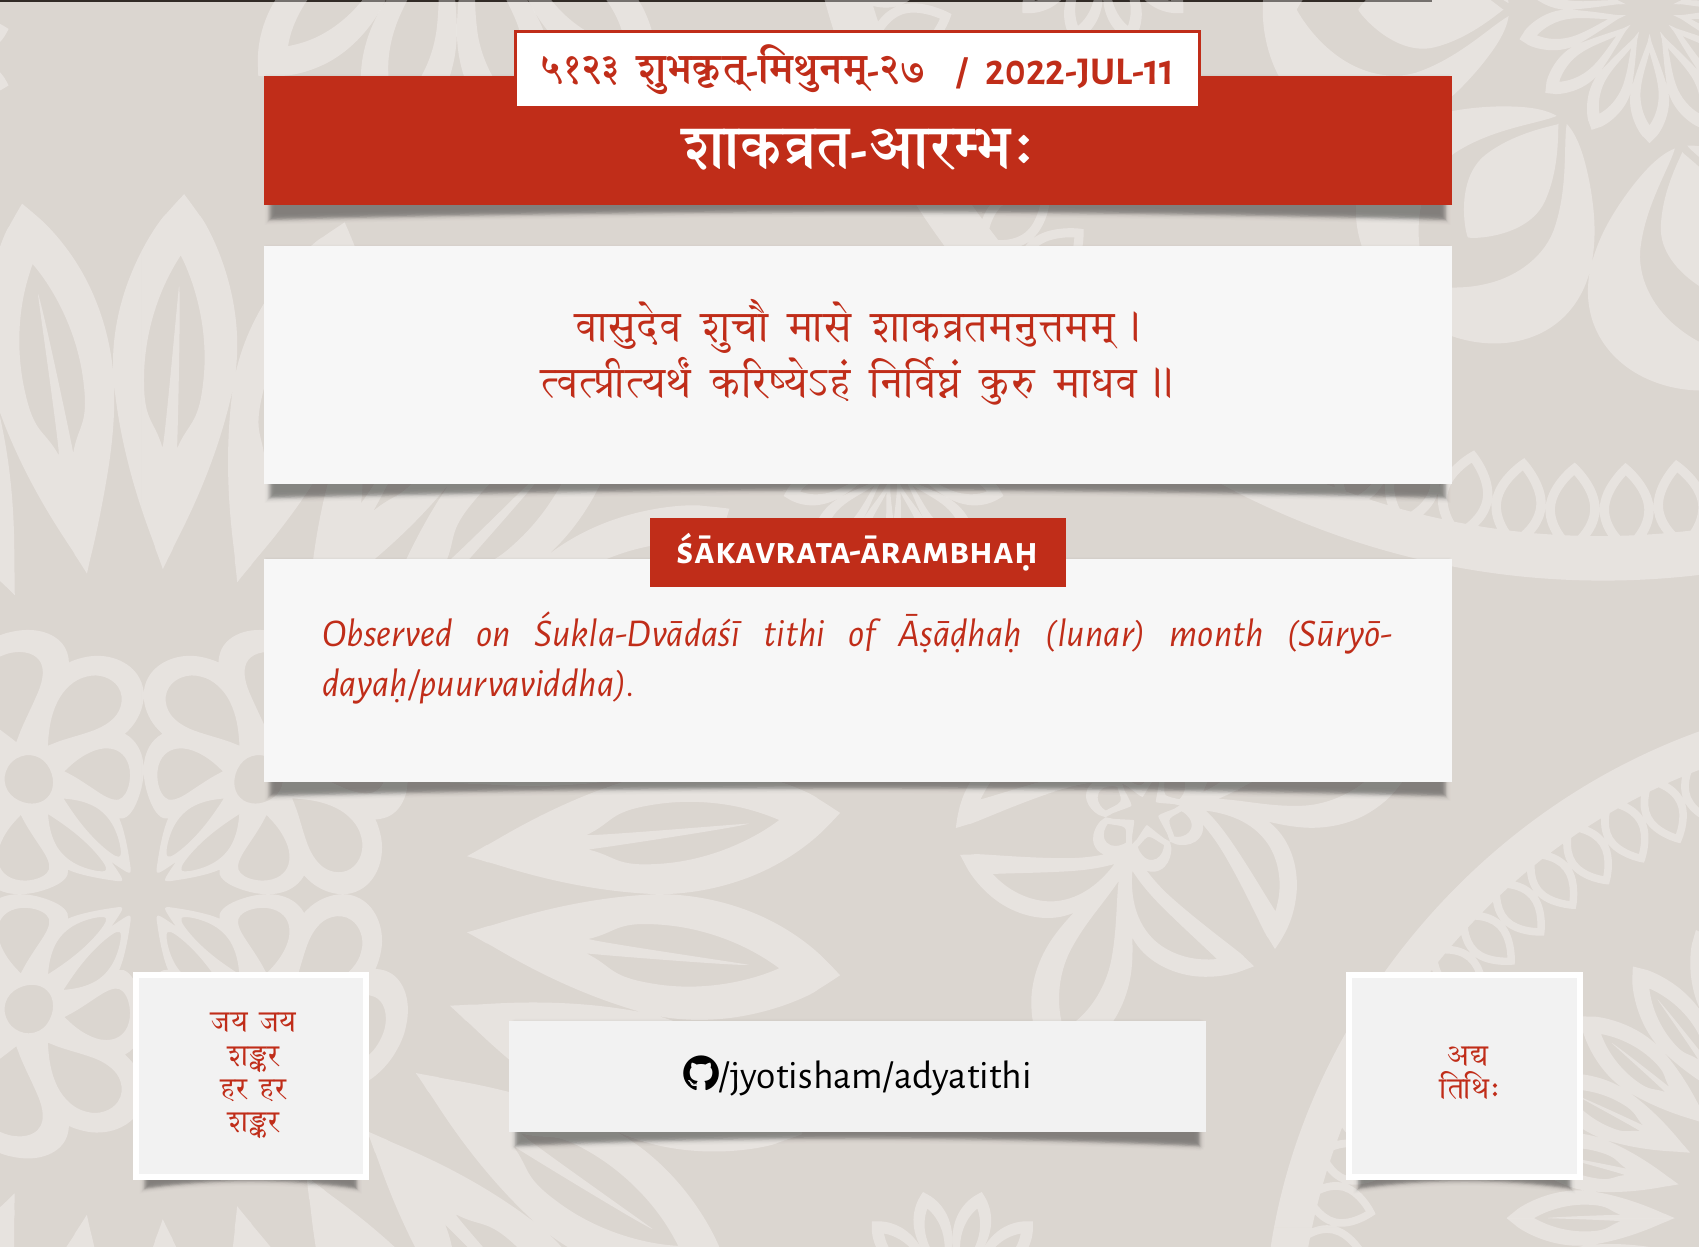 ५१२३ शुभकृत्-मिथुनम्-२७ / 2022-JUL-11
शाकव्रत-आरम्भः
वासुदेव शुचौ मासे शाकव्रतमनुत्तमम् ।
त्वत्प्रीत्यर्थं करिष्येऽहं निर्विघ्नं कुरु माधव ॥
ŚĀKAVRATA-ĀRAMBHAḤ
Observed on Śukla-Dvādaśī tithi of Āṣāḍhaḥ (lunar) month (Sūryō-
dayaḥ/puurvaviddha).
जय जय
शङ्कर
हर हर
शङ्कर
/jyotisham/adyatithi
अद्य
तिथिः